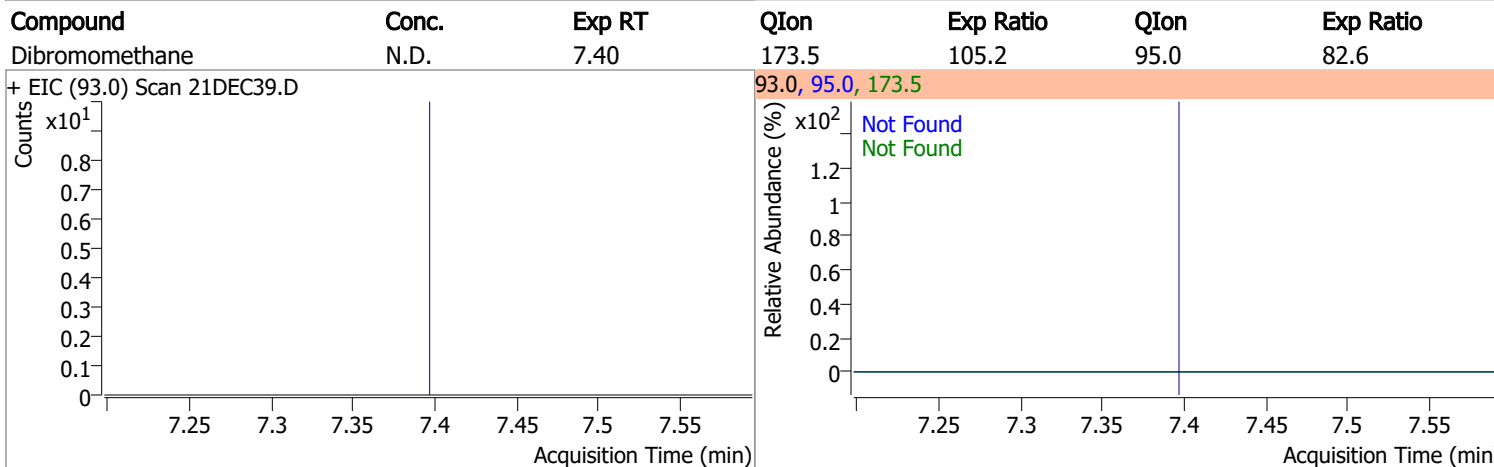 Compound Conc. Exp RT QIon Exp Ratio QIon Exp Ratio
Dibromomethane N.D. 7.40 173.5 105.2 95.0 82.6
+ EIC (93.0) Scan 21DEC39.D
Counts
x10¹
0.8
0.7
0.6
0.5
0.4
0.3
0.2
0.1
0
7.25 7.3 7.35 7.4 7.45 7.5 7.55
Acquisition Time (min)
93.0, 95.0, 173.5
Relative Abundance (%)
x10²
Not Found
Not Found
1.2
1
0.8
0.6
0.4
0.2
0
7.25 7.3 7.35 7.4 7.45 7.5 7.55
Acquisition Time (min